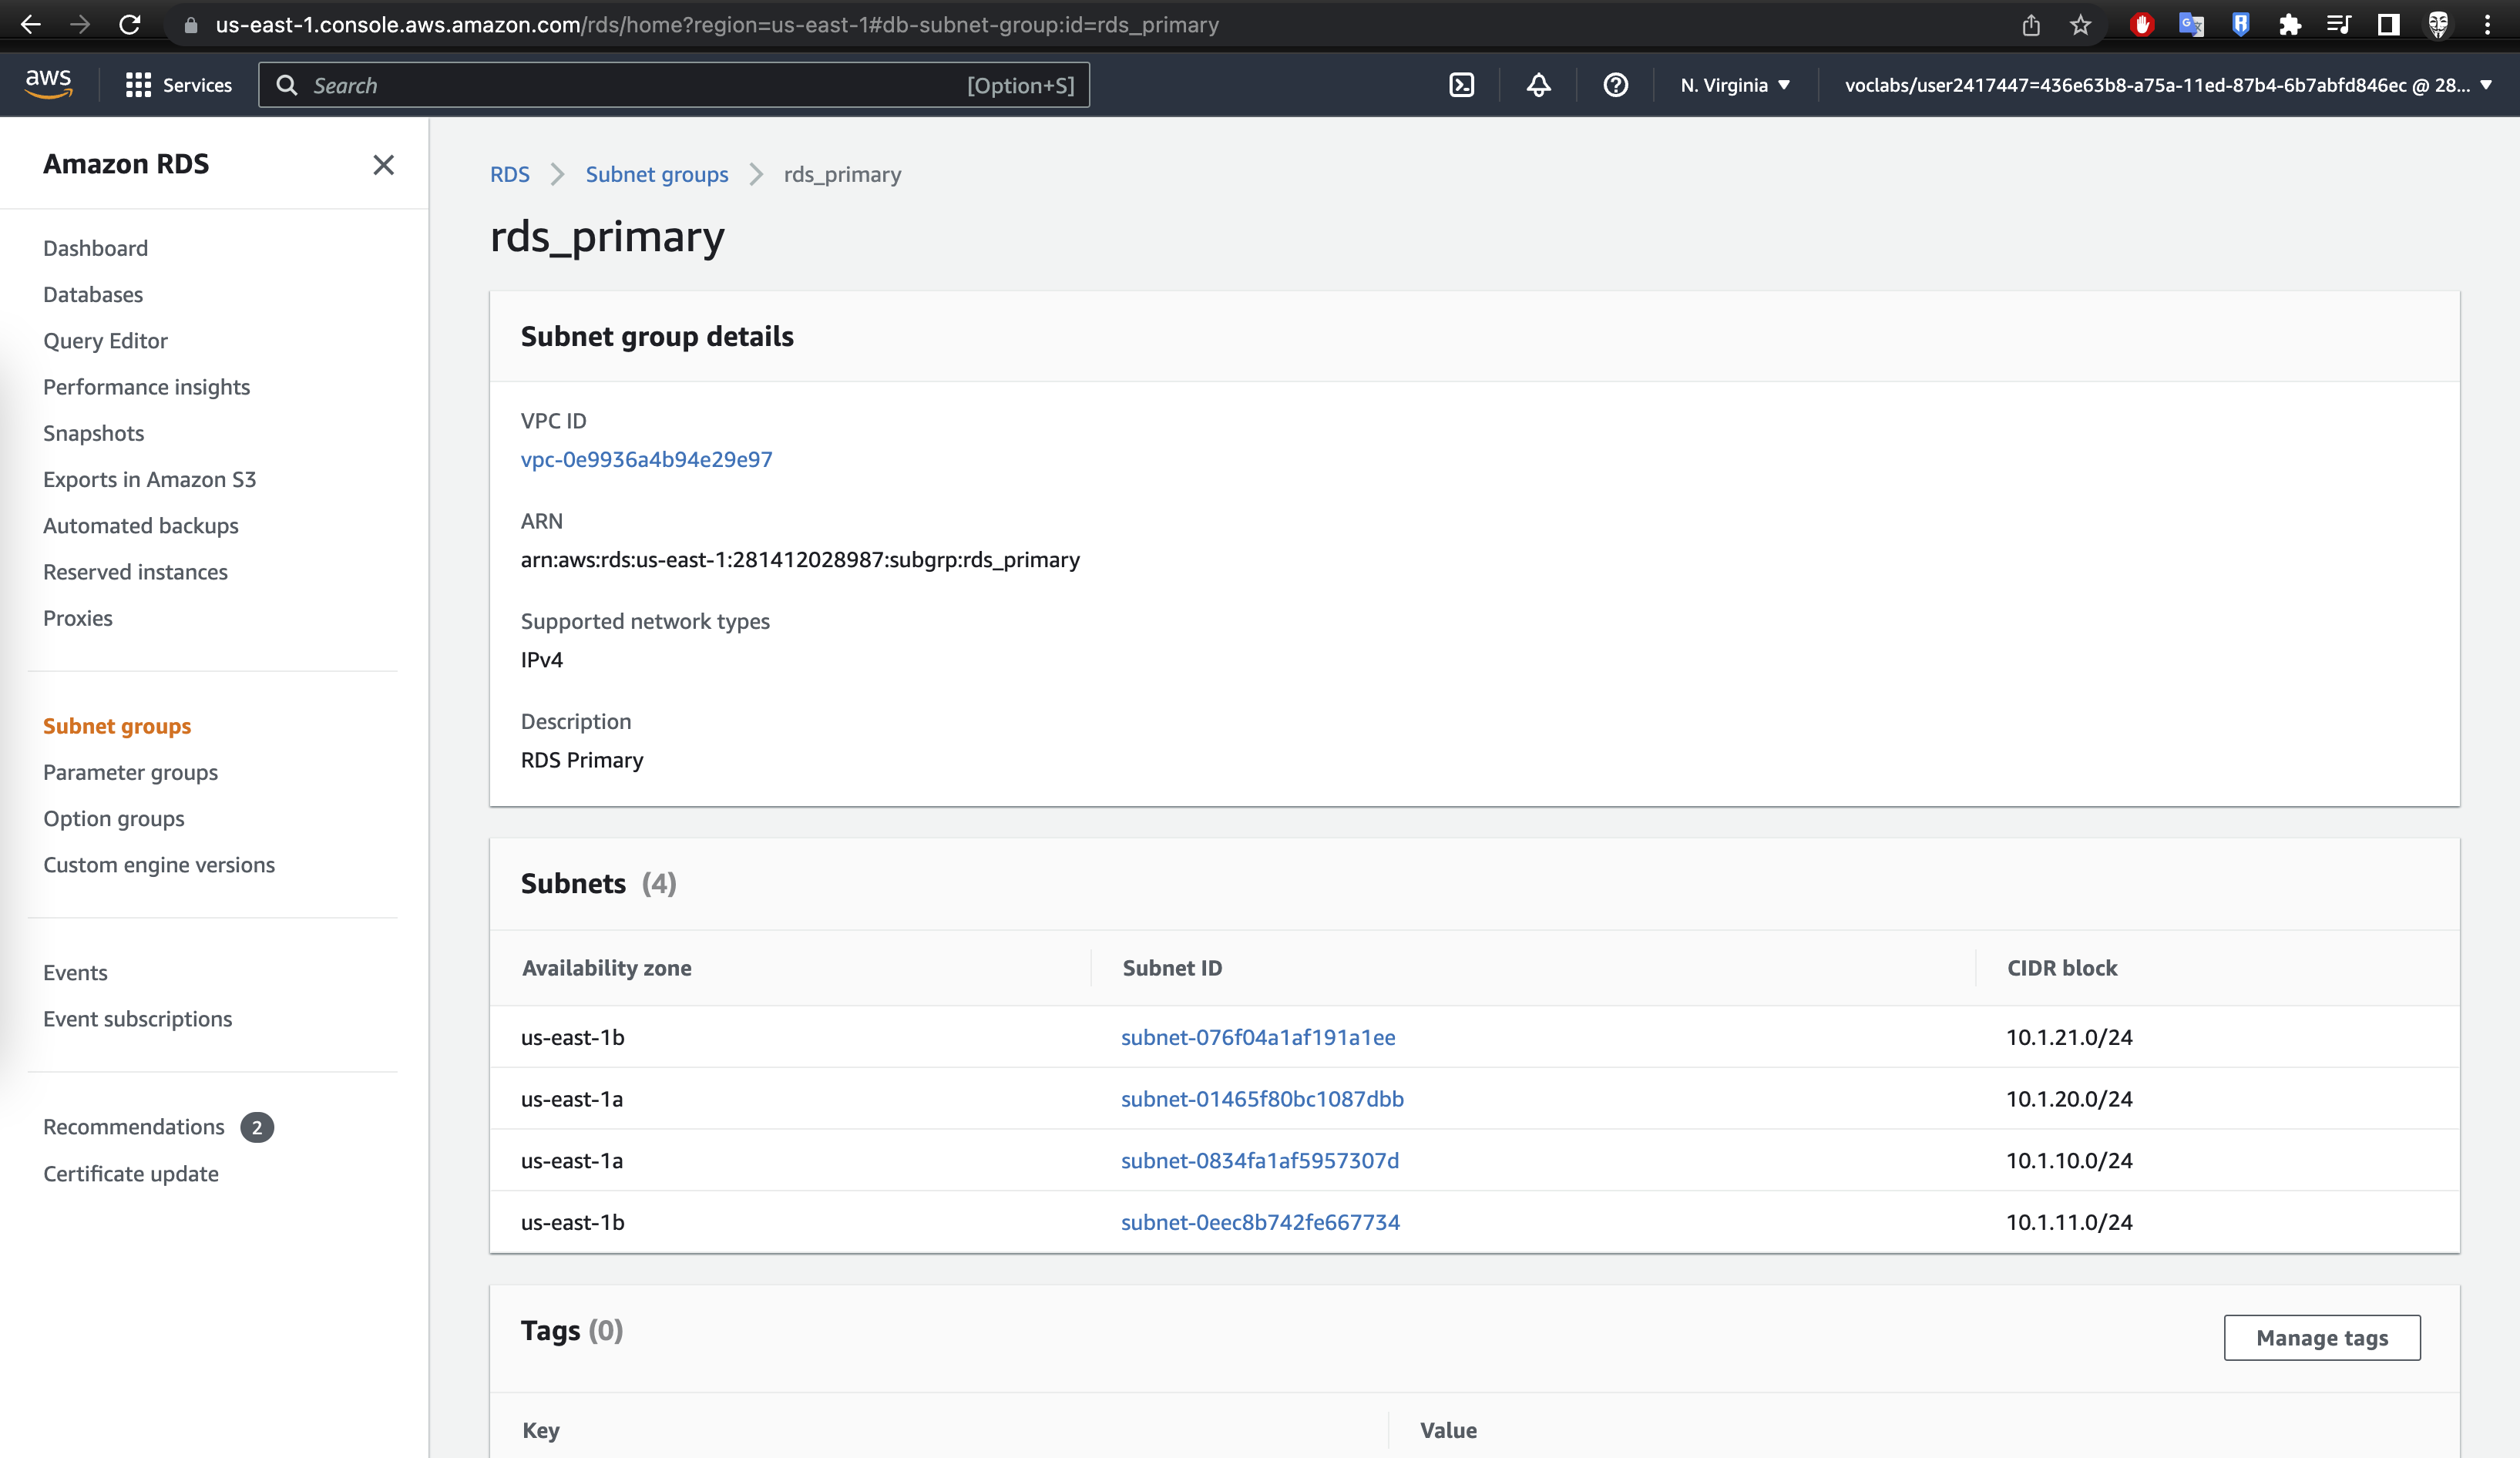 us-east-1.console.aws.amazon.com/rds/home?region=us-east-1#db-subnet-group:id=rds_primary
aws Services Search [Option+S] N. Virginia voclabs/user2417447=436e63b8-a75a-11ed-87b4-6b7abfd846ec @ 28...
Amazon RDS
Dashboard
Databases
Query Editor
Performance insights
Snapshots
Exports in Amazon S3
Automated backups
Reserved instances
Proxies
Subnet groups
Parameter groups
Option groups
Custom engine versions
Events
Event subscriptions
Recommendations 2
Certificate update
RDS > Subnet groups > rds_primary
rds_primary
Subnet group details
VPC ID
vpc-0e9936a4b94e29e97
ARN
arn:aws:rds:us-east-1:281412028987:subgrp:rds_primary
Supported network types
IPv4
Description
RDS Primary
Subnets (4)
Availability zone Subnet ID CIDR block
us-east-1b subnet-076f04a1af191a1ee 10.1.21.0/24
us-east-1a subnet-01465f80bc1087dbb 10.1.20.0/24
us-east-1a subnet-0834fa1af5957307d 10.1.10.0/24
us-east-1b subnet-0eec8b742fe667734 10.1.11.0/24
Tags (0)
Manage tags
Key Value